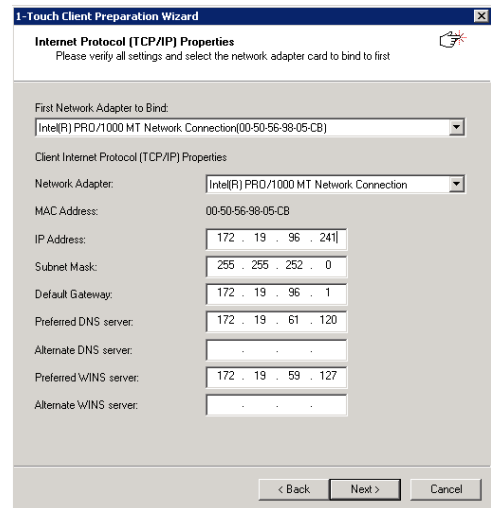 1-Touch Client Preparation Wizard
Internet Protocol (TCP/IP) Properties
Please verify all settings and select the network adapter card to bind to first
First Network Adapter to Bind:
Intel(R) PRO/1000 MT Network Connection(00-50-56-98-05-CB)
Client Internet Protocol (TCP/IP) Properties
Network Adapter: Intel(R) PRO/1000 MT Network Connection
MAC Address: 00-50-56-98-05-CB
IP Address: 172 . 19 . 96 . 241
Subnet Mask: 255 . 255 . 252 . 0
Default Gateway: 172 . 19 . 96 . 1
Preferred DNS server: 172 . 19 . 61 . 120
Alternate DNS server: . . .
Preferred WINS server: 172 . 19 . 59 . 127
Alternate WINS server: . . .
< Back Next > Cancel